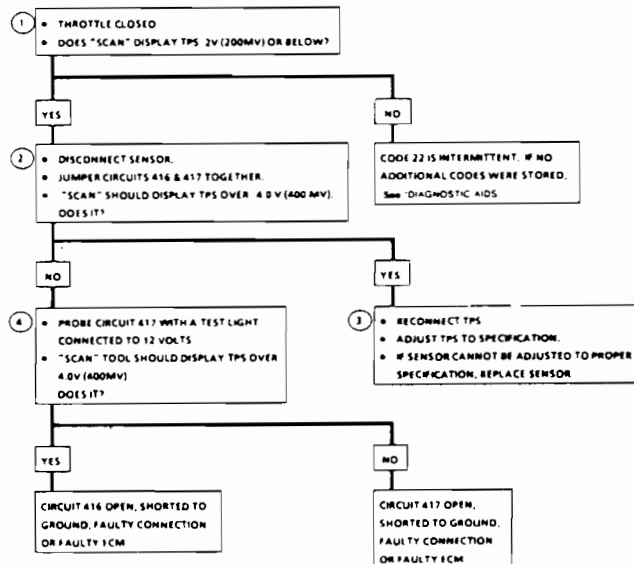 1
• THROTTLE CLOSED
• DOES "SCAN" DISPLAY TPS .2V (200MV) OR BELOW?
YES
NO
2
• DISCONNECT SENSOR.
• JUMPER CIRCUITS 416 & 417 TOGETHER.
• "SCAN" SHOULD DISPLAY TPS OVER 4.0 V (400 MV).
DOES IT?
CODE 22 IS INTERMITTENT. IF NO
ADDITIONAL CODES WERE STORED,
See "DIAGNOSTIC AIDS
NO
YES
4
• PROBE CIRCUIT 417 WITH A TEST LIGHT
CONNECTED TO 12 VOLTS
• "SCAN" TOOL SHOULD DISPLAY TPS OVER
4.0V (400MV)
DOES IT?
3
• RECONNECT TPS
• ADJUST TPS TO SPECIFICATION.
• IF SENSOR CANNOT BE ADJUSTED TO PROPER
SPECIFICATION, REPLACE SENSOR
YES
NO
CIRCUIT 416 OPEN, SHORTED TO
GROUND, FAULTY CONNECTION
OR FAULTY ECM
CIRCUIT 417 OPEN,
SHORTED TO GROUND,
FAULTY CONNECTION
OR FAULTY ECM